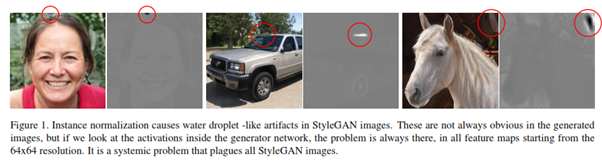 Figure 1. Instance normalization causes water droplet -like artifacts in StyleGAN images. These are not always obvious in the generated
images, but if we look at the activations inside the generator network, the problem is always there, in all feature maps starting from the
64x64 resolution. It is a systemic problem that plagues all StyleGAN images.